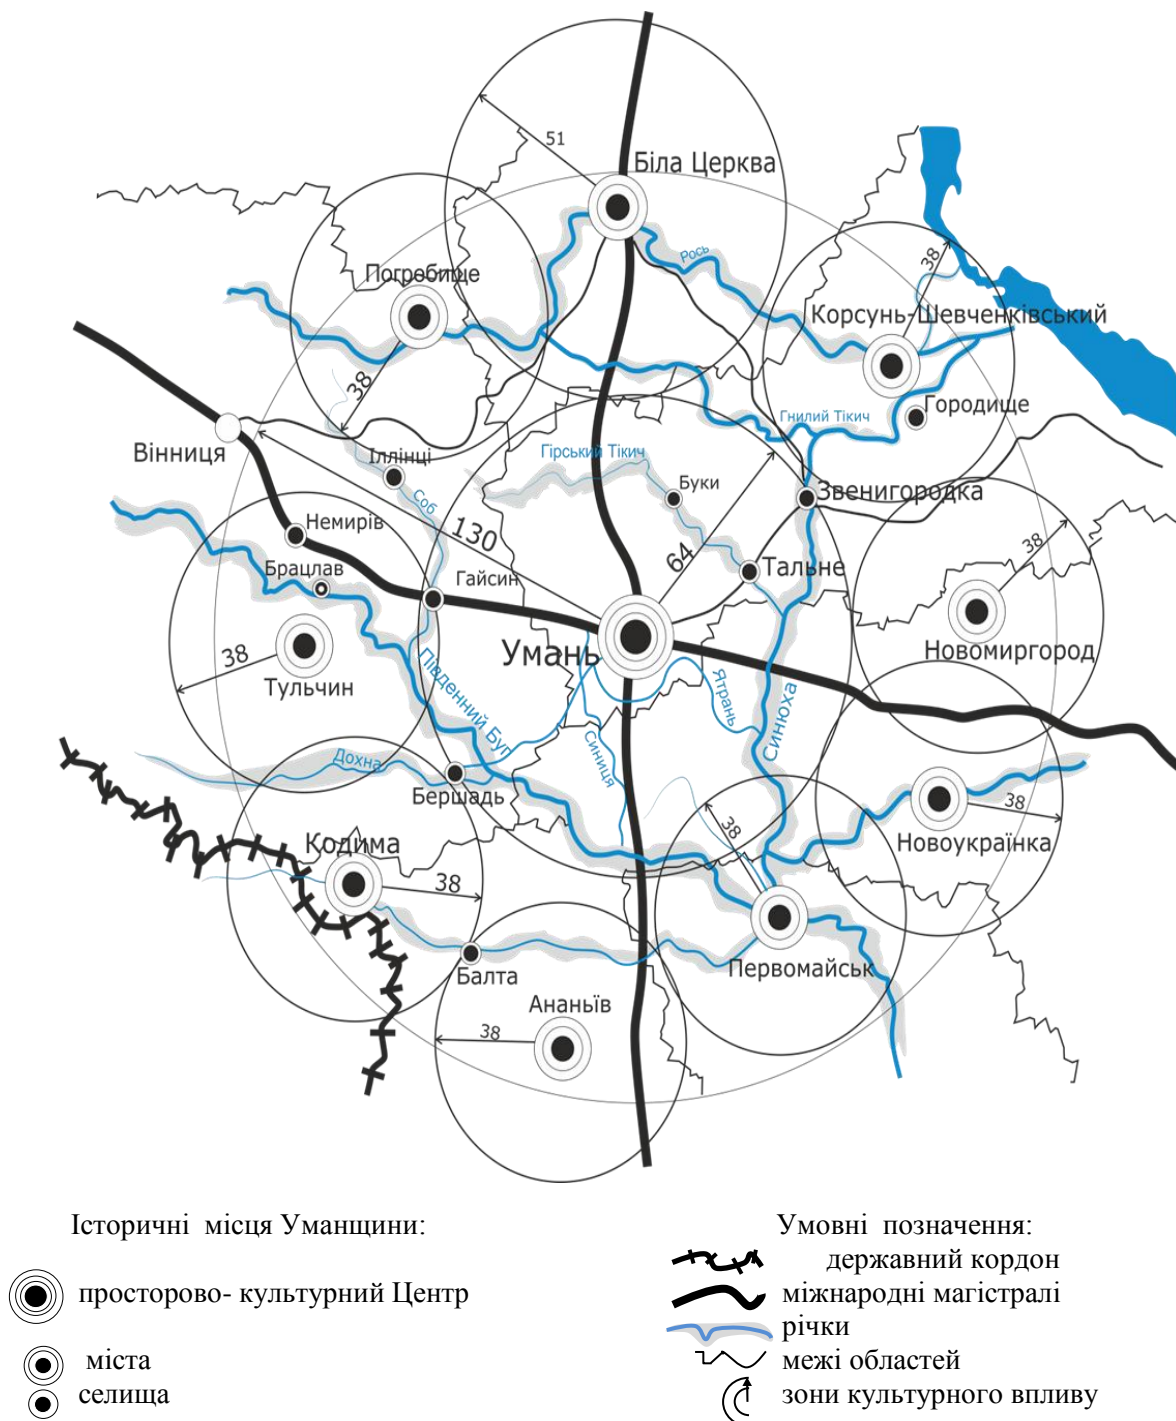 51
Біла Церква
Рось
38
Погробище
Корсунь-Шевченківський
38
Городище
Гнилий Тікич
Вінниця
Іллінці
Гірський Тікич
Буки
Звенигородка
Соб
Немирів
130
64
38
Брацлав
Гайсин
Тальне
Умань
Новомиргород
38
Тульчин
Південний Буг
Ятрань
Синюха
Синиця
Дохна
Бершадь
38
38
Кодима
Новоукраїнка
38
Первомайськ
Балта
Ананьїв
38
Історичні місця Уманщини:
просторово- культурний Центр
міста
селища
Умовні позначення:
державний кордон
міжнародні магістралі
річки
межі областей
зони культурного впливу